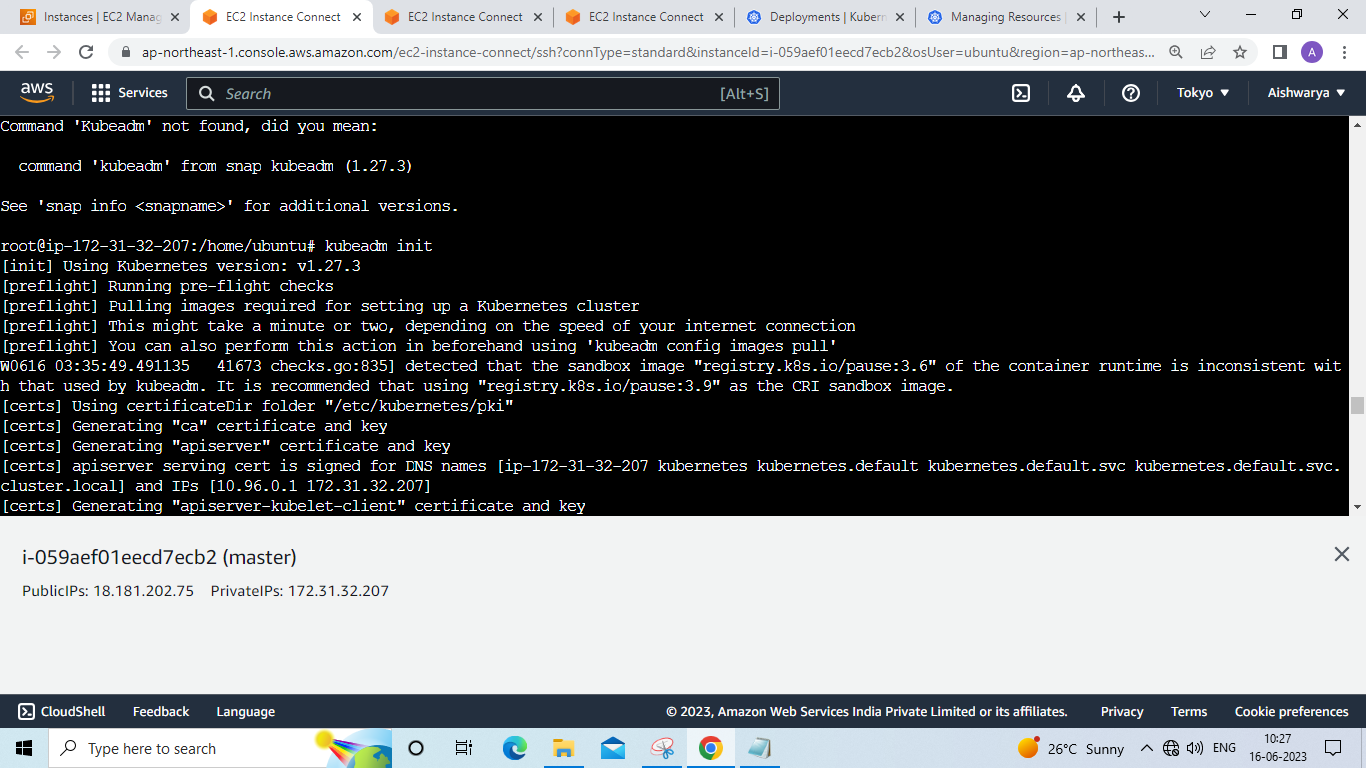 Instances | EC2 Manag
EC2 Instance Connect
EC2 Instance Connect
EC2 Instance Connect
Deployments | Kubern
Managing Resources |
ap-northeast-1.console.aws.amazon.com/ec2-instance-connect/ssh?connType=standard&instanceId=i-059aef01eecd7ecb2&osUser=ubuntu&region=ap-northeas...
A
aws
Services
Search
[Alt+S]
Tokyo
Aishwarya
Command 'Kubeadm' not found, did you mean:
command 'kubeadm' from snap kubeadm (1.27.3)
See 'snap info <snapname>' for additional versions.
root@ip-172-31-32-207:/home/ubuntu# kubeadm init
[init] Using Kubernetes version: v1.27.3
[preflight] Running pre-flight checks
[preflight] Pulling images required for setting up a Kubernetes cluster
[preflight] This might take a minute or two, depending on the speed of your internet connection
[preflight] You can also perform this action in beforehand using 'kubeadm config images pull'
W0616 03:35:49.491135   41673 checks.go:835] detected that the sandbox image "registry.k8s.io/pause:3.6" of the container runtime is inconsistent wit
h that used by kubeadm. It is recommended that using "registry.k8s.io/pause:3.9" as the CRI sandbox image.
[certs] Using certificateDir folder "/etc/kubernetes/pki"
[certs] Generating "ca" certificate and key
[certs] Generating "apiserver" certificate and key
[certs] apiserver serving cert is signed for DNS names [ip-172-31-32-207 kubernetes kubernetes.default kubernetes.default.svc kubernetes.default.svc.
cluster.local] and IPs [10.96.0.1 172.31.32.207]
[certs] Generating "apiserver-kubelet-client" certificate and key
i-059aef01eecd7ecb2 (master)
PublicIPs: 18.181.202.75 PrivateIPs: 172.31.32.207
CloudShell
Feedback
Language
© 2023, Amazon Web Services India Private Limited or its affiliates.
Privacy
Terms
Cookie preferences
Type here to search
26°C Sunny
ENG
10:27
16-06-2023